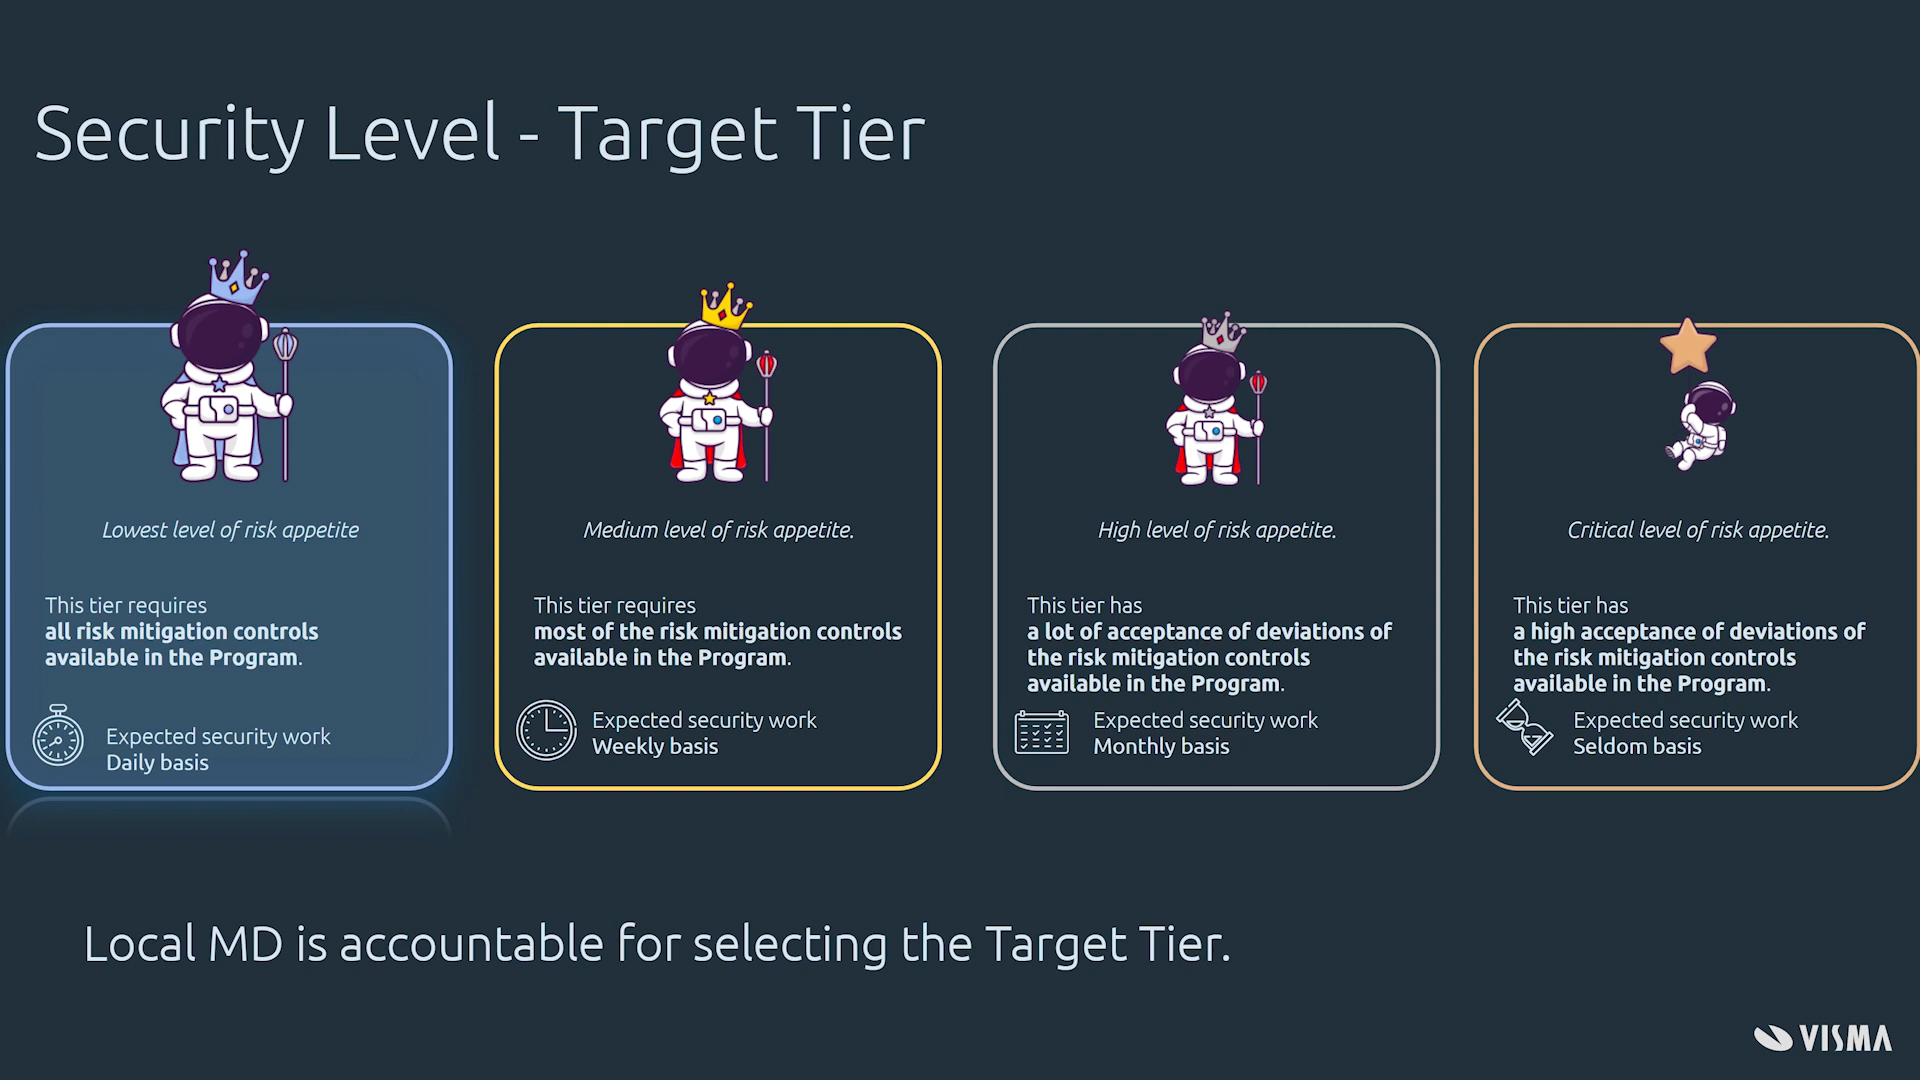 Security Level - Target Tier
Lowest level of risk appetite
This tier requires
all risk mitigation controls
available in the Program.
Expected security work
Daily basis
Medium level of risk appetite.
This tier requires
most of the risk mitigation controls
available in the Program.
Expected security work
Weekly basis
High level of risk appetite.
This tier has
a lot of acceptance of deviations of
the risk mitigation controls
available in the Program.
Expected security work
Monthly basis
Critical level of risk appetite.
This tier has
a high acceptance of deviations of
the risk mitigation controls
available in the Program.
Expected security work
Seldom basis
Local MD is accountable for selecting the Target Tier.
VISMA